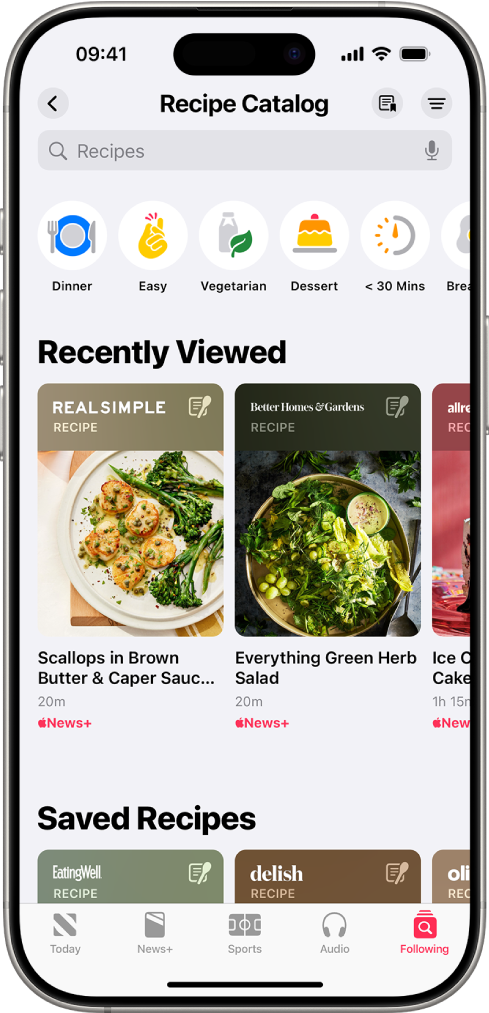 09:41
Recipe Catalog
Recipes
Dinner
Easy
Vegetarian
Dessert
< 30 Mins
Brea
Recently Viewed
REAL SIMPLE
RECIPE
Better Homes & Gardens
RECIPE
allre
REC
Scallops in Brown
Butter & Caper Sauc...
20m
News+
Everything Green Herb
Salad
20m
News+
Ice C
Cake
1h 15m
New
Saved Recipes
EatingWell
RECIPE
delish
RECIPE
oli
REC
Today
News+
Sports
Audio
Following